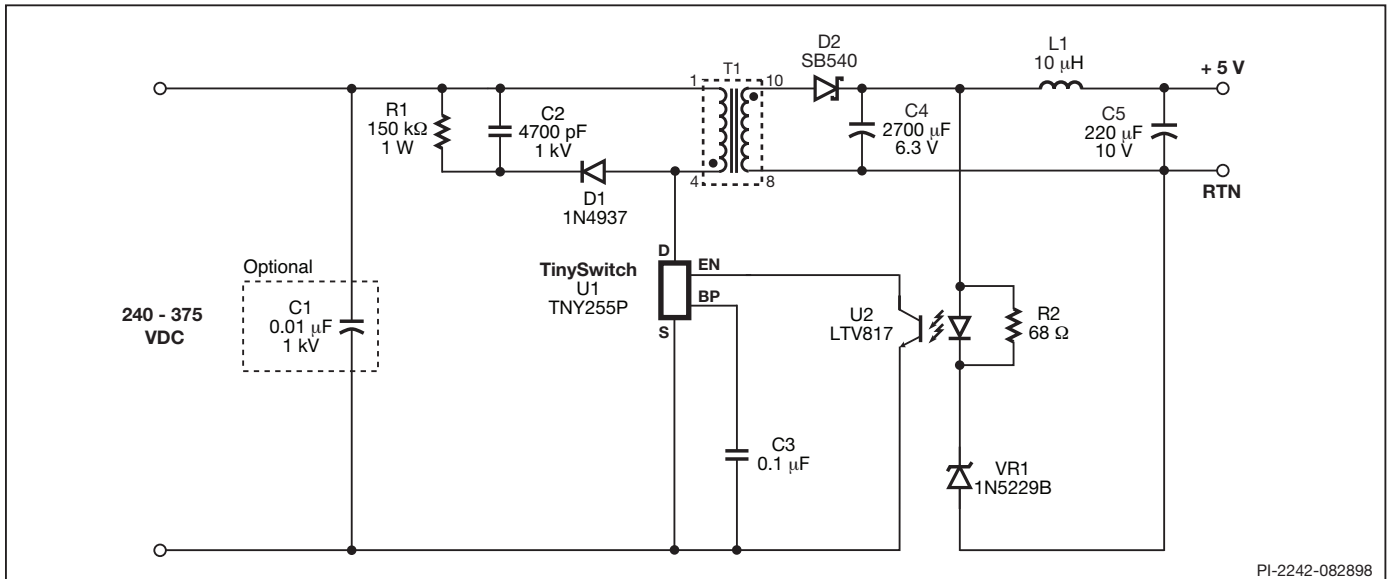 D2
SB540
L1
10 µH
+ 5 V
T1
1
10
R1
150 kΩ
1 W
C2
4700 pF
1 kV
C4
2700 µF
6.3 V
C5
220 µF
10 V
4
8
RTN
D1
1N4937
Optional
C1
0.01 µF
1 kV
240 - 375
VDC
TinySwitch
U1
TNY255P
D
EN
BP
S
U2
LTV817
R2
68 Ω
C3
0.1 µF
VR1
1N5229B
PI-2242-082898